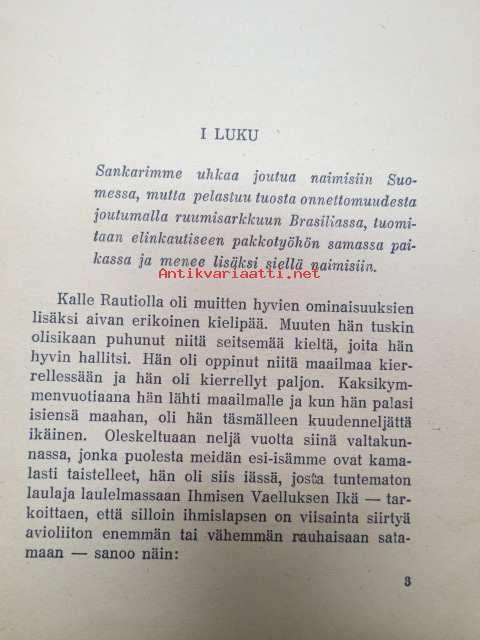 I LUKU
Sankarimme uhkaa joutua naimisiin Suo-
messa, mutta pelastuu tuosta onnettomuudesta
joutumalla ruumisarkkuun Brasiliassa, tuomi-
taan elinkautiseen pakkotyöhön samassa pai-
kassa ja menee lisäksi siellä naimisiin.
Antikvariaatti.net
Kalle Rautiolla oli muitten hyvien ominaisuuksien
lisäksi aivan erikoinen kielipää. Muuten hän tuskin
olisikaan puhunut niitä seitsemää kieltä, joita hän
hyvin hallitsi. Hän oli oppinut niitä maailmaa kier-
rellessään ja hän oli kierrellyt paljon. Kaksikym-
menvuotiaana hän lähti maailmalle ja kun hän palasi
isiensä maahan, oli hän täsmälleen kuudenneljättä
ikäinen. Oleskeltuaan neljä vuotta siinä valtakun-
nassa, jonka puolesta meidän esi-isämme ovat kama-
lasti taistelleet, hän oli siis iässä, josta tuntematon
laulaja laulelmassaan Ihmisen Vaelluksen Ikä — tar-
koittaen, että silloin ihmislapsen on viisainta siirtyä
avioliiton enemmän tai vähemmän rauhaisaan sata-
maan — sanoo näin:
3